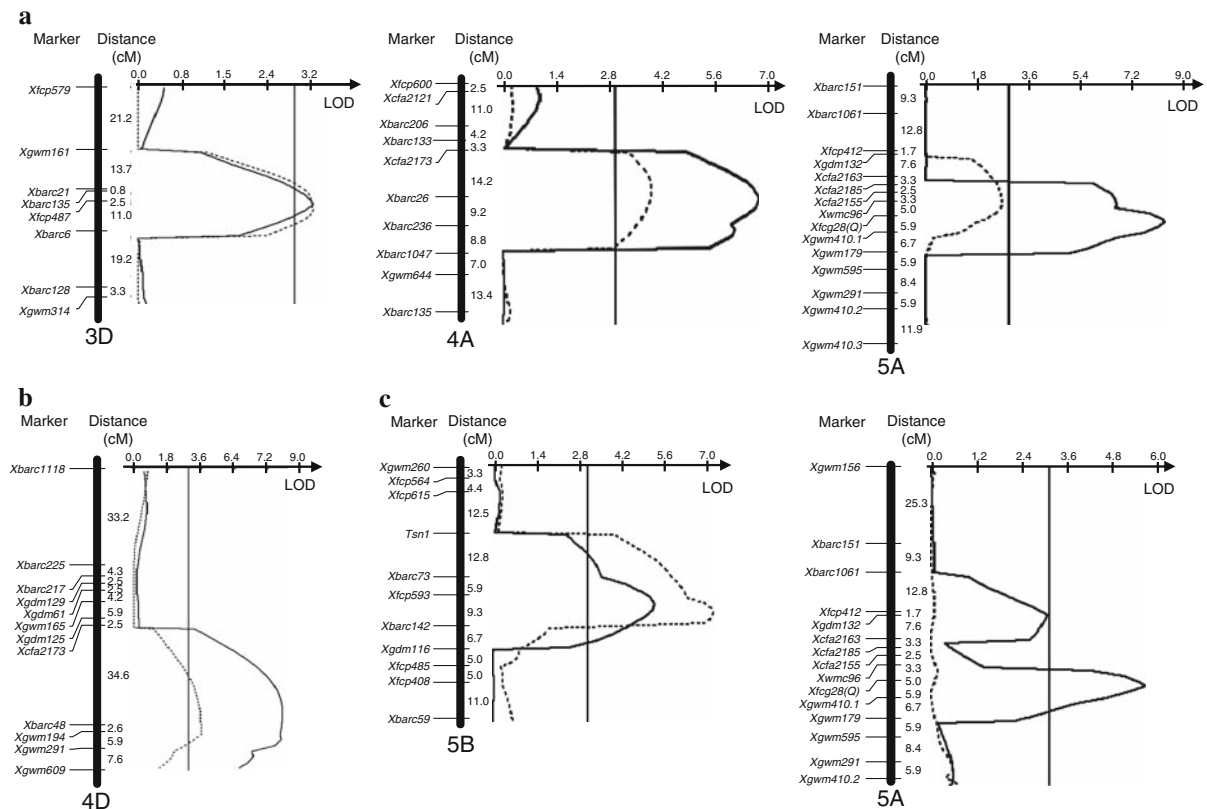 a
Marker Distance (cM)
0.0 0.8 1.5 2.4 3.2
LOD
Xfcp579
21.2
Xgwm161
13.7
Xbarc21
0.8
Xbarc135
2.5
Xfcp487
11.0
Xbarc6
19.2
Xbarc128
3.3
Xgwm314
3D
Marker Distance (cM)
0.0 1.4 2.8 4.2 5.6 7.0
LOD
Xfcp600
2.5
Xcfa2121
11.0
Xbarc206
4.2
Xbarc133
3.3
Xcfa2173
14.2
Xbarc26
9.2
Xbarc236
8.8
Xbarc1047
7.0
Xgwm644
13.4
Xbarc135
4A
Marker Distance (cM)
0.0 1.8 3.6 5.4 7.2 9.0
LOD
Xbarc151
9.3
Xbarc1061
12.8
Xfcp412
1.7
Xgdm132
7.6
Xcfa2163
3.3
Xcfa2185
2.5
Xcfa2155
3.3
Xwmc96
5.0
Xfcg28(Q)
5.9
Xgwm410.1
6.7
Xgwm179
5.9
Xgwm595
8.4
Xgwm291
5.9
Xgwm410.2
11.9
Xgwm410.3
5A
b
Marker Distance (cM)
0.0 1.8 3.6 6.4 7.2 9.0
LOD
Xbarc1118
33.2
Xbarc225
4.3
Xbarc217
2.5
Xgdm129
2.5
Xgdm61
4.2
Xgwm165
5.9
Xgdm125
2.5
Xcfa2173
34.6
Xbarc48
2.6
Xgwm194
5.9
Xgwm291
7.6
Xgwm609
4D
c
Marker Distance (cM)
0.0 1.4 2.8 4.2 5.6 7.0
LOD
Xgwm260
3.3
Xfcp564
4.4
Xfcp615
12.5
Tsn1
12.8
Xbarc73
5.9
Xfcp593
9.3
Xbarc142
6.7
Xgdm116
5.0
Xfcp485
5.0
Xfcp408
11.0
Xbarc59
5B
Marker Distance (cM)
0.0 1.2 2.4 3.6 4.8 6.0
LOD
Xgwm156
25.3
Xbarc151
9.3
Xbarc1061
12.8
Xfcp412
1.7
Xgdm132
7.6
Xcfa2163
3.3
Xcfa2185
2.5
Xcfa2155
3.3
Xwmc96
5.0
Xfcg28(Q)
5.9
Xgwm410.1
6.7
Xgwm179
5.9
Xgwm595
8.4
Xgwm291
5.9
Xgwm410.2
5A